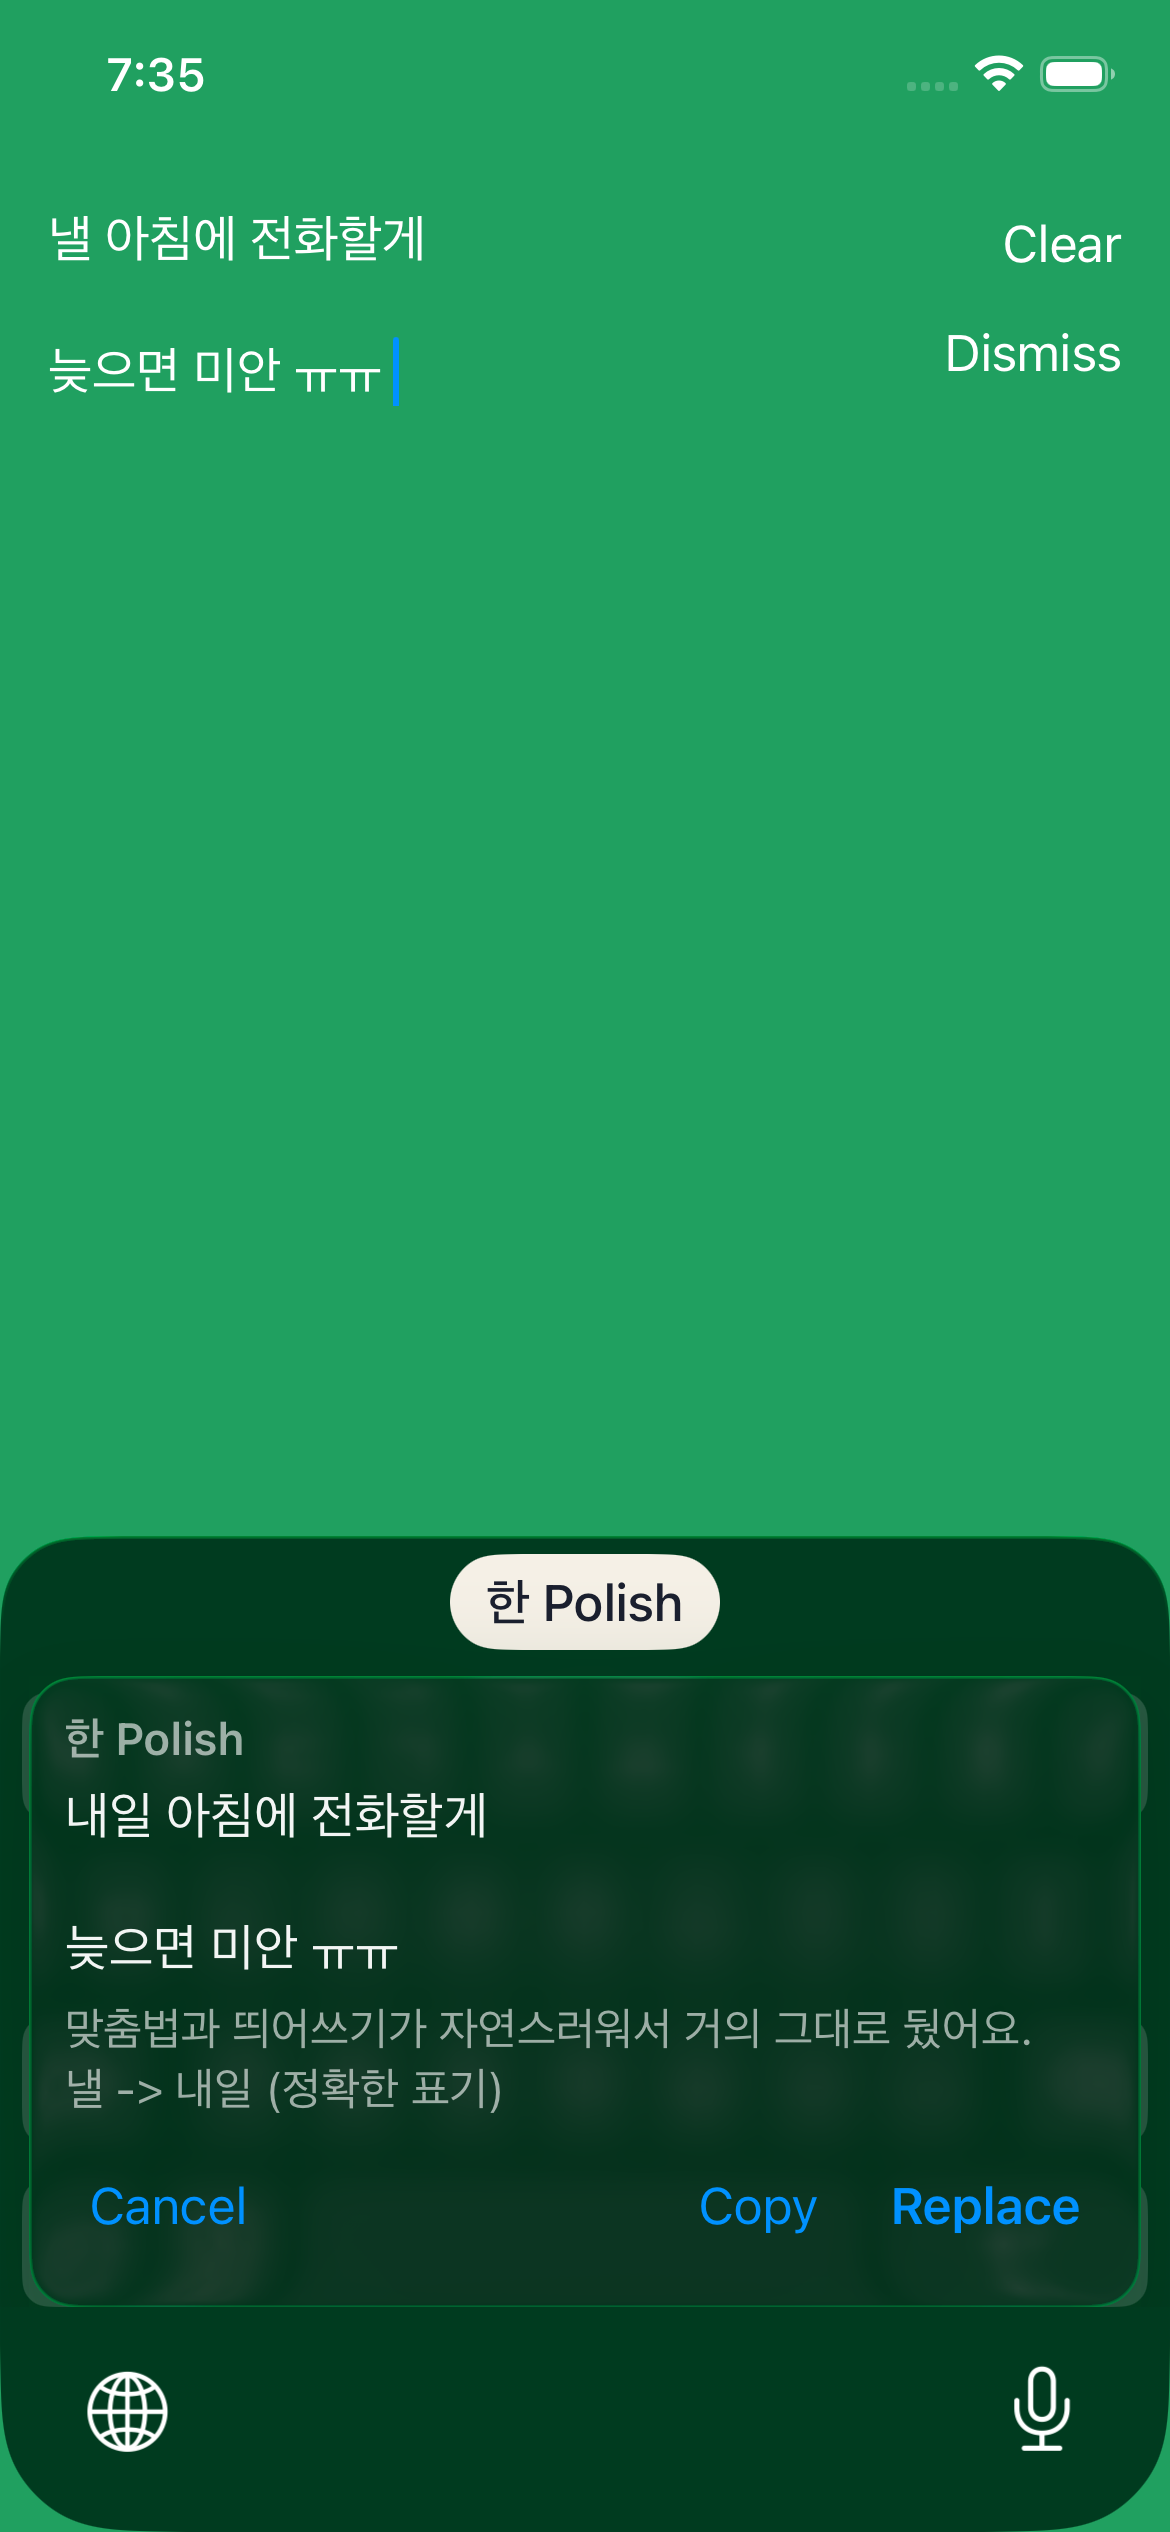 7:35
낼 아침에 전화할게
Clear
늦으면 미안 ㅠㅠ
Dismiss
한 Polish
한 Polish
내일 아침에 전화할게
늦으면 미안 ㅠㅠ
맞춤법과 띄어쓰기가 자연스러워서 거의 그대로 뒀어요.
낼 -> 내일 (정확한 표기)
Cancel
Copy
Replace